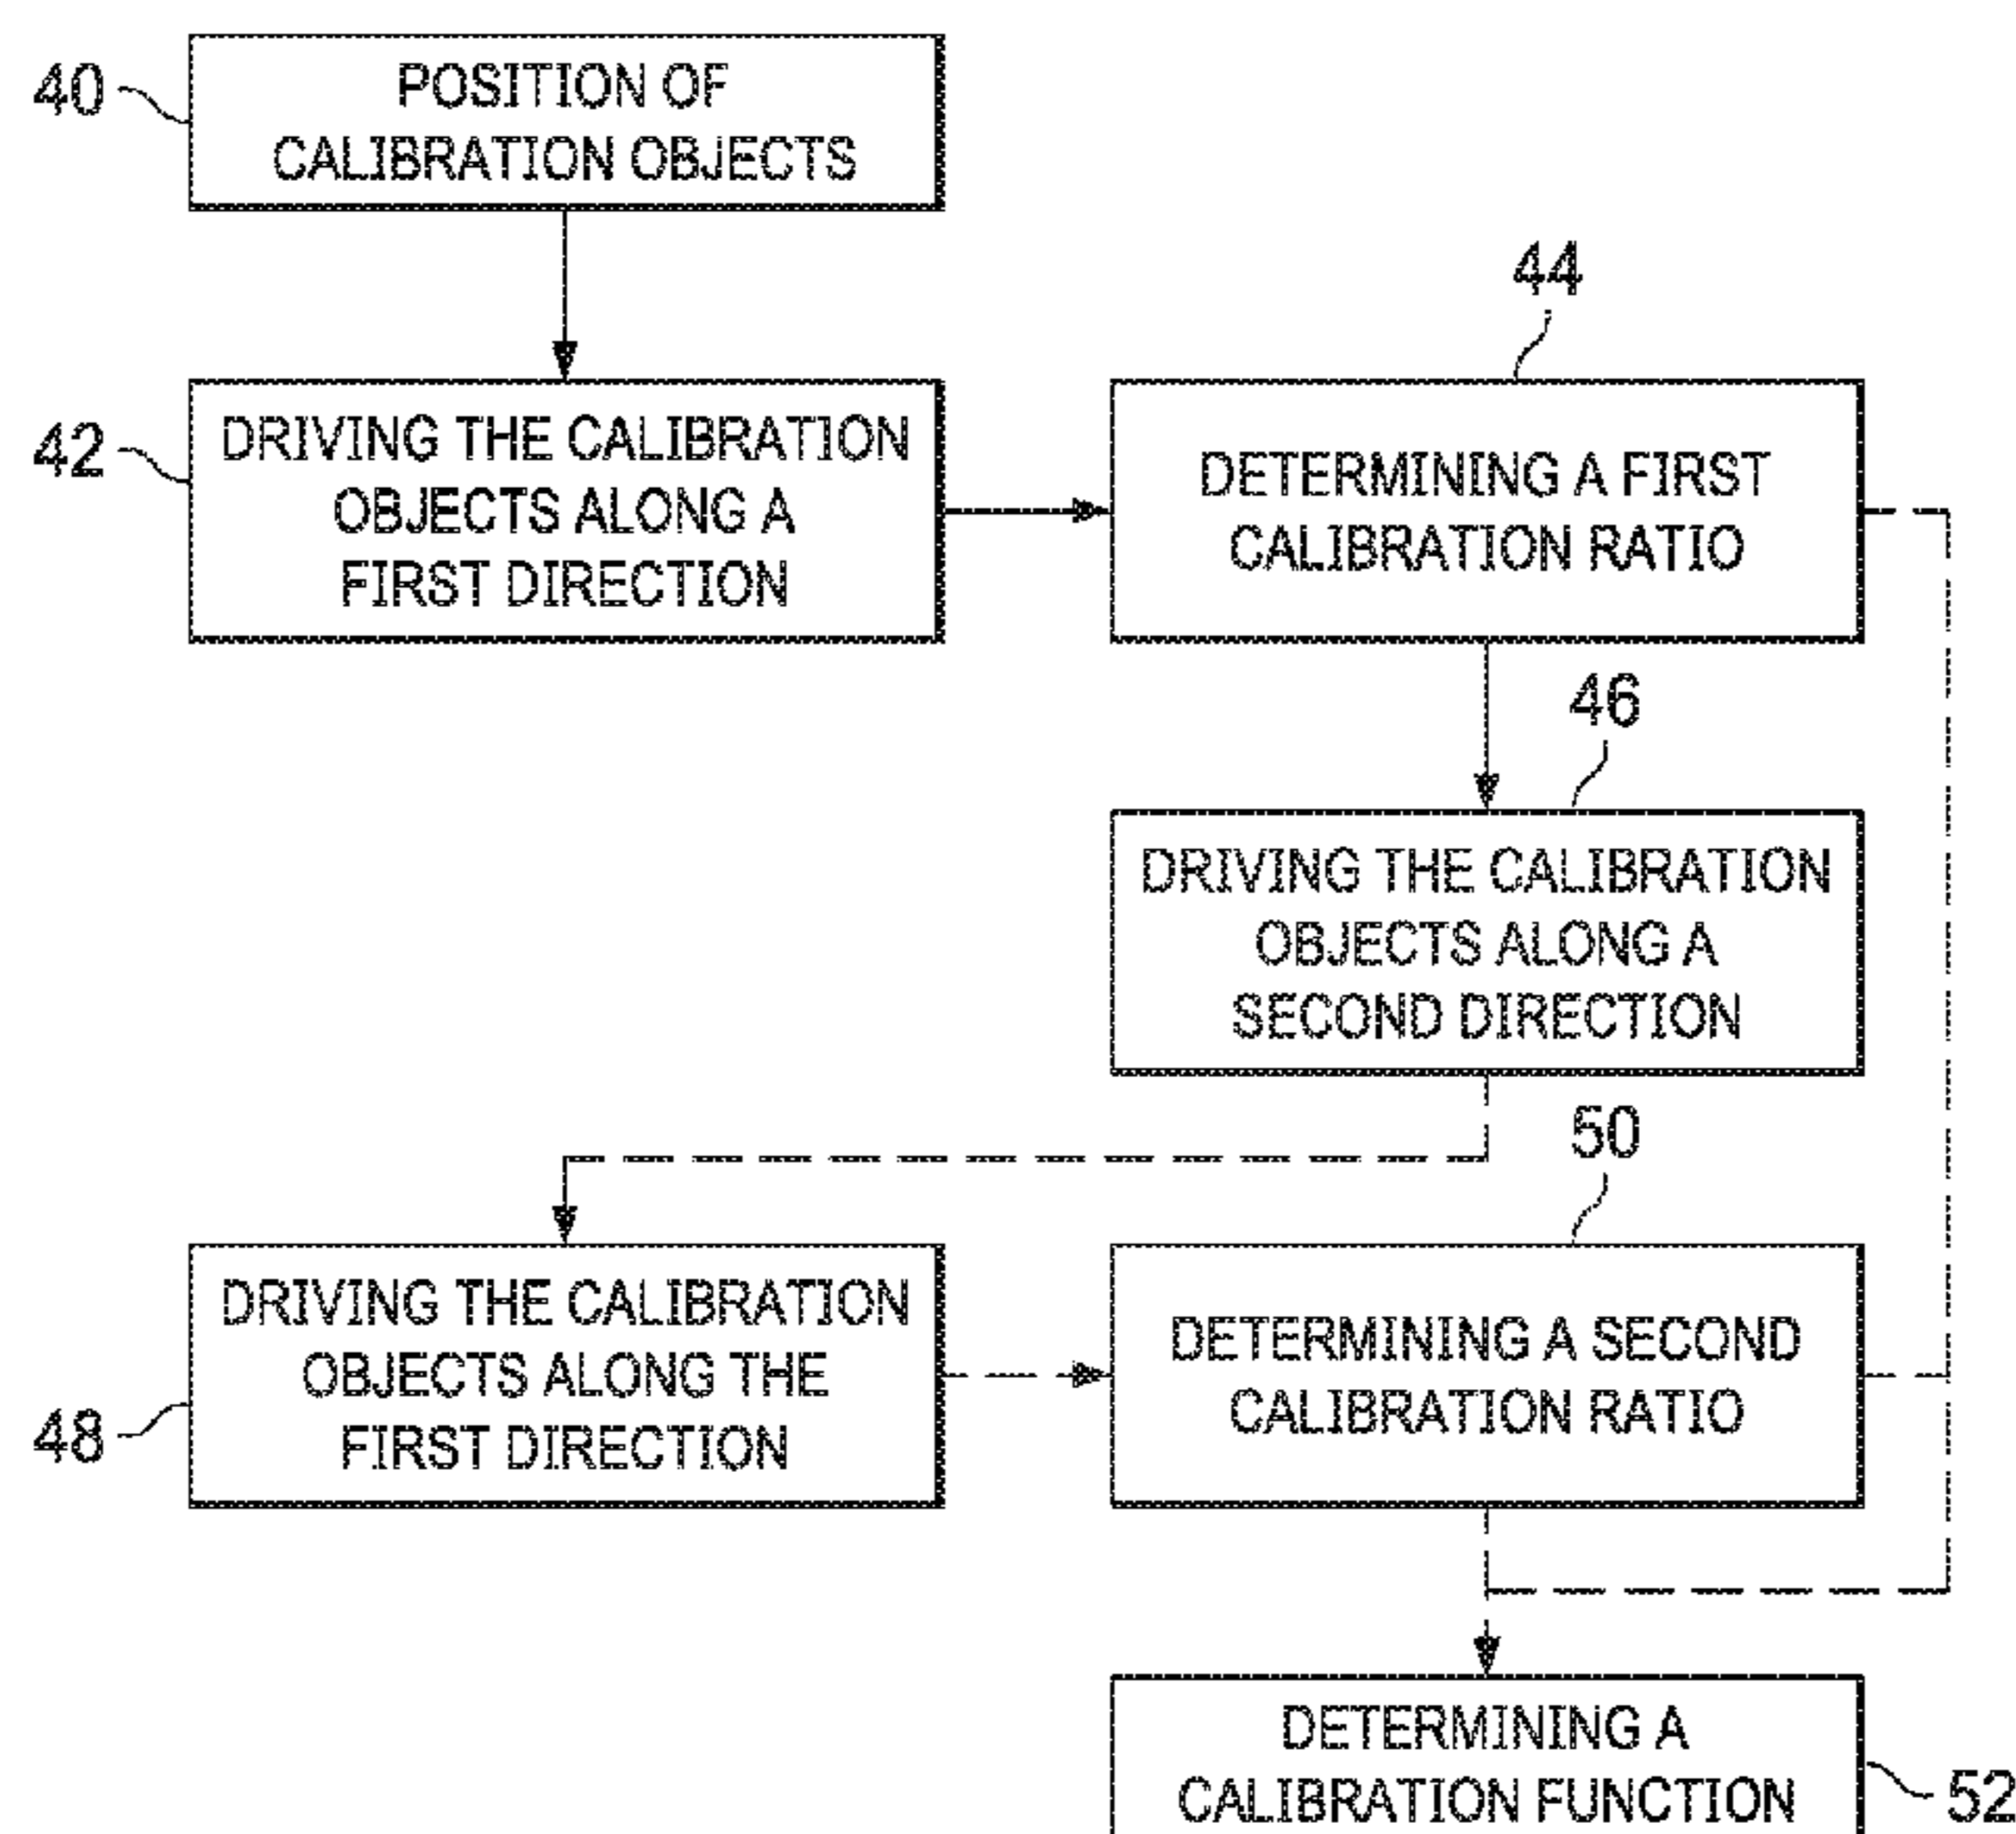 40
POSITION OF
CALIBRATION OBJECTS
42
DRIVING THE CALIBRATION
OBJECTS ALONG A
FIRST DIRECTION
44
DETERMINING A FIRST
CALIBRATION RATIO
46
DRIVING THE CALIBRATION
OBJECTS ALONG A
SECOND DIRECTION
48
DRIVING THE CALIBRATION
OBJECTS ALONG THE
FIRST DIRECTION
50
DETERMINING A SECOND
CALIBRATION RATIO
DETERMINING A
CALIBRATION FUNCTION
52